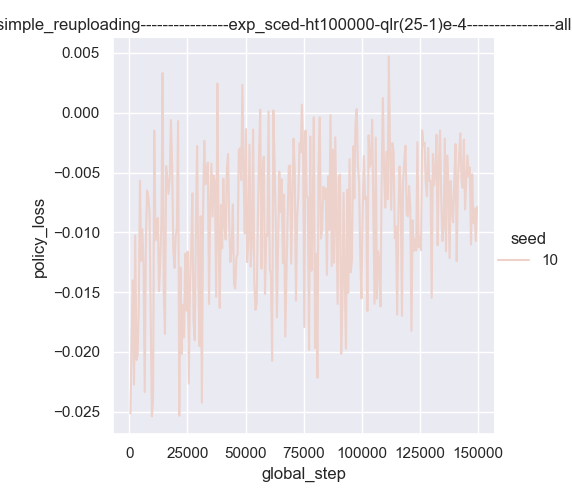 simple_reuploading---------------exp_sced-ht100000-qlr(25-1)e-4---------------all
0.005
0.000
−0.005
−0.010
−0.015
−0.020
−0.025
policy_loss
seed
10
0 25000 50000 75000 100000 125000 150000
global_step